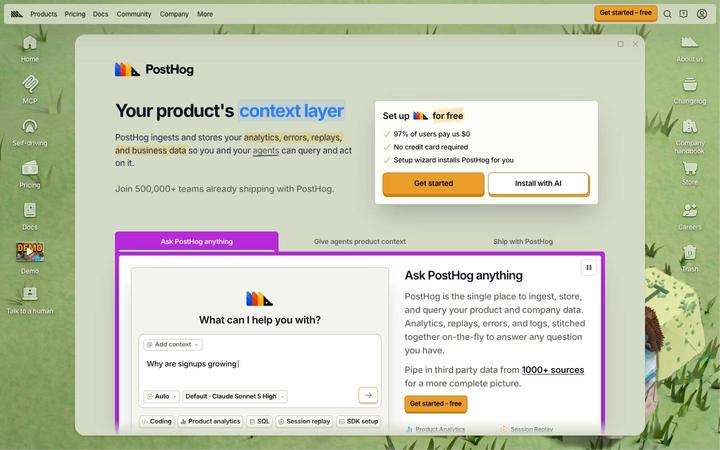 Products Pricing Docs Community Company More
Get started – free
Home
MCP
Self-driving
Pricing
Docs
DEMO
Demo
Talk to a human
About us
Changelog
Company
handbook
Store
Careers
Trash
PostHog
Your product's context layer
PostHog ingests and stores your analytics, errors, replays,
and business data so you and your agents can query and act
on it.
Join 500,000+ teams already shipping with PostHog.
Set up for free
97% of users pay us $0
No credit card required
Setup wizard installs PostHog for you
Get started
Install with AI
Ask PostHog anything
Give agents product context
Ship with PostHog
What can I help you with?
@ Add context
Why are signups growing
Auto
Default · Claude Sonnet 5 High
Coding
Product analytics
SQL
Session replay
SDK setup
Ask PostHog anything
PostHog is the single place to ingest, store,
and query your product and company data.
Analytics, replays, errors, and logs, stitched
together on-the-fly to answer any question
you have.
Pipe in third party data from 1000+ sources
for a more complete picture.
Get started - free
Product Analytics
Session Replay